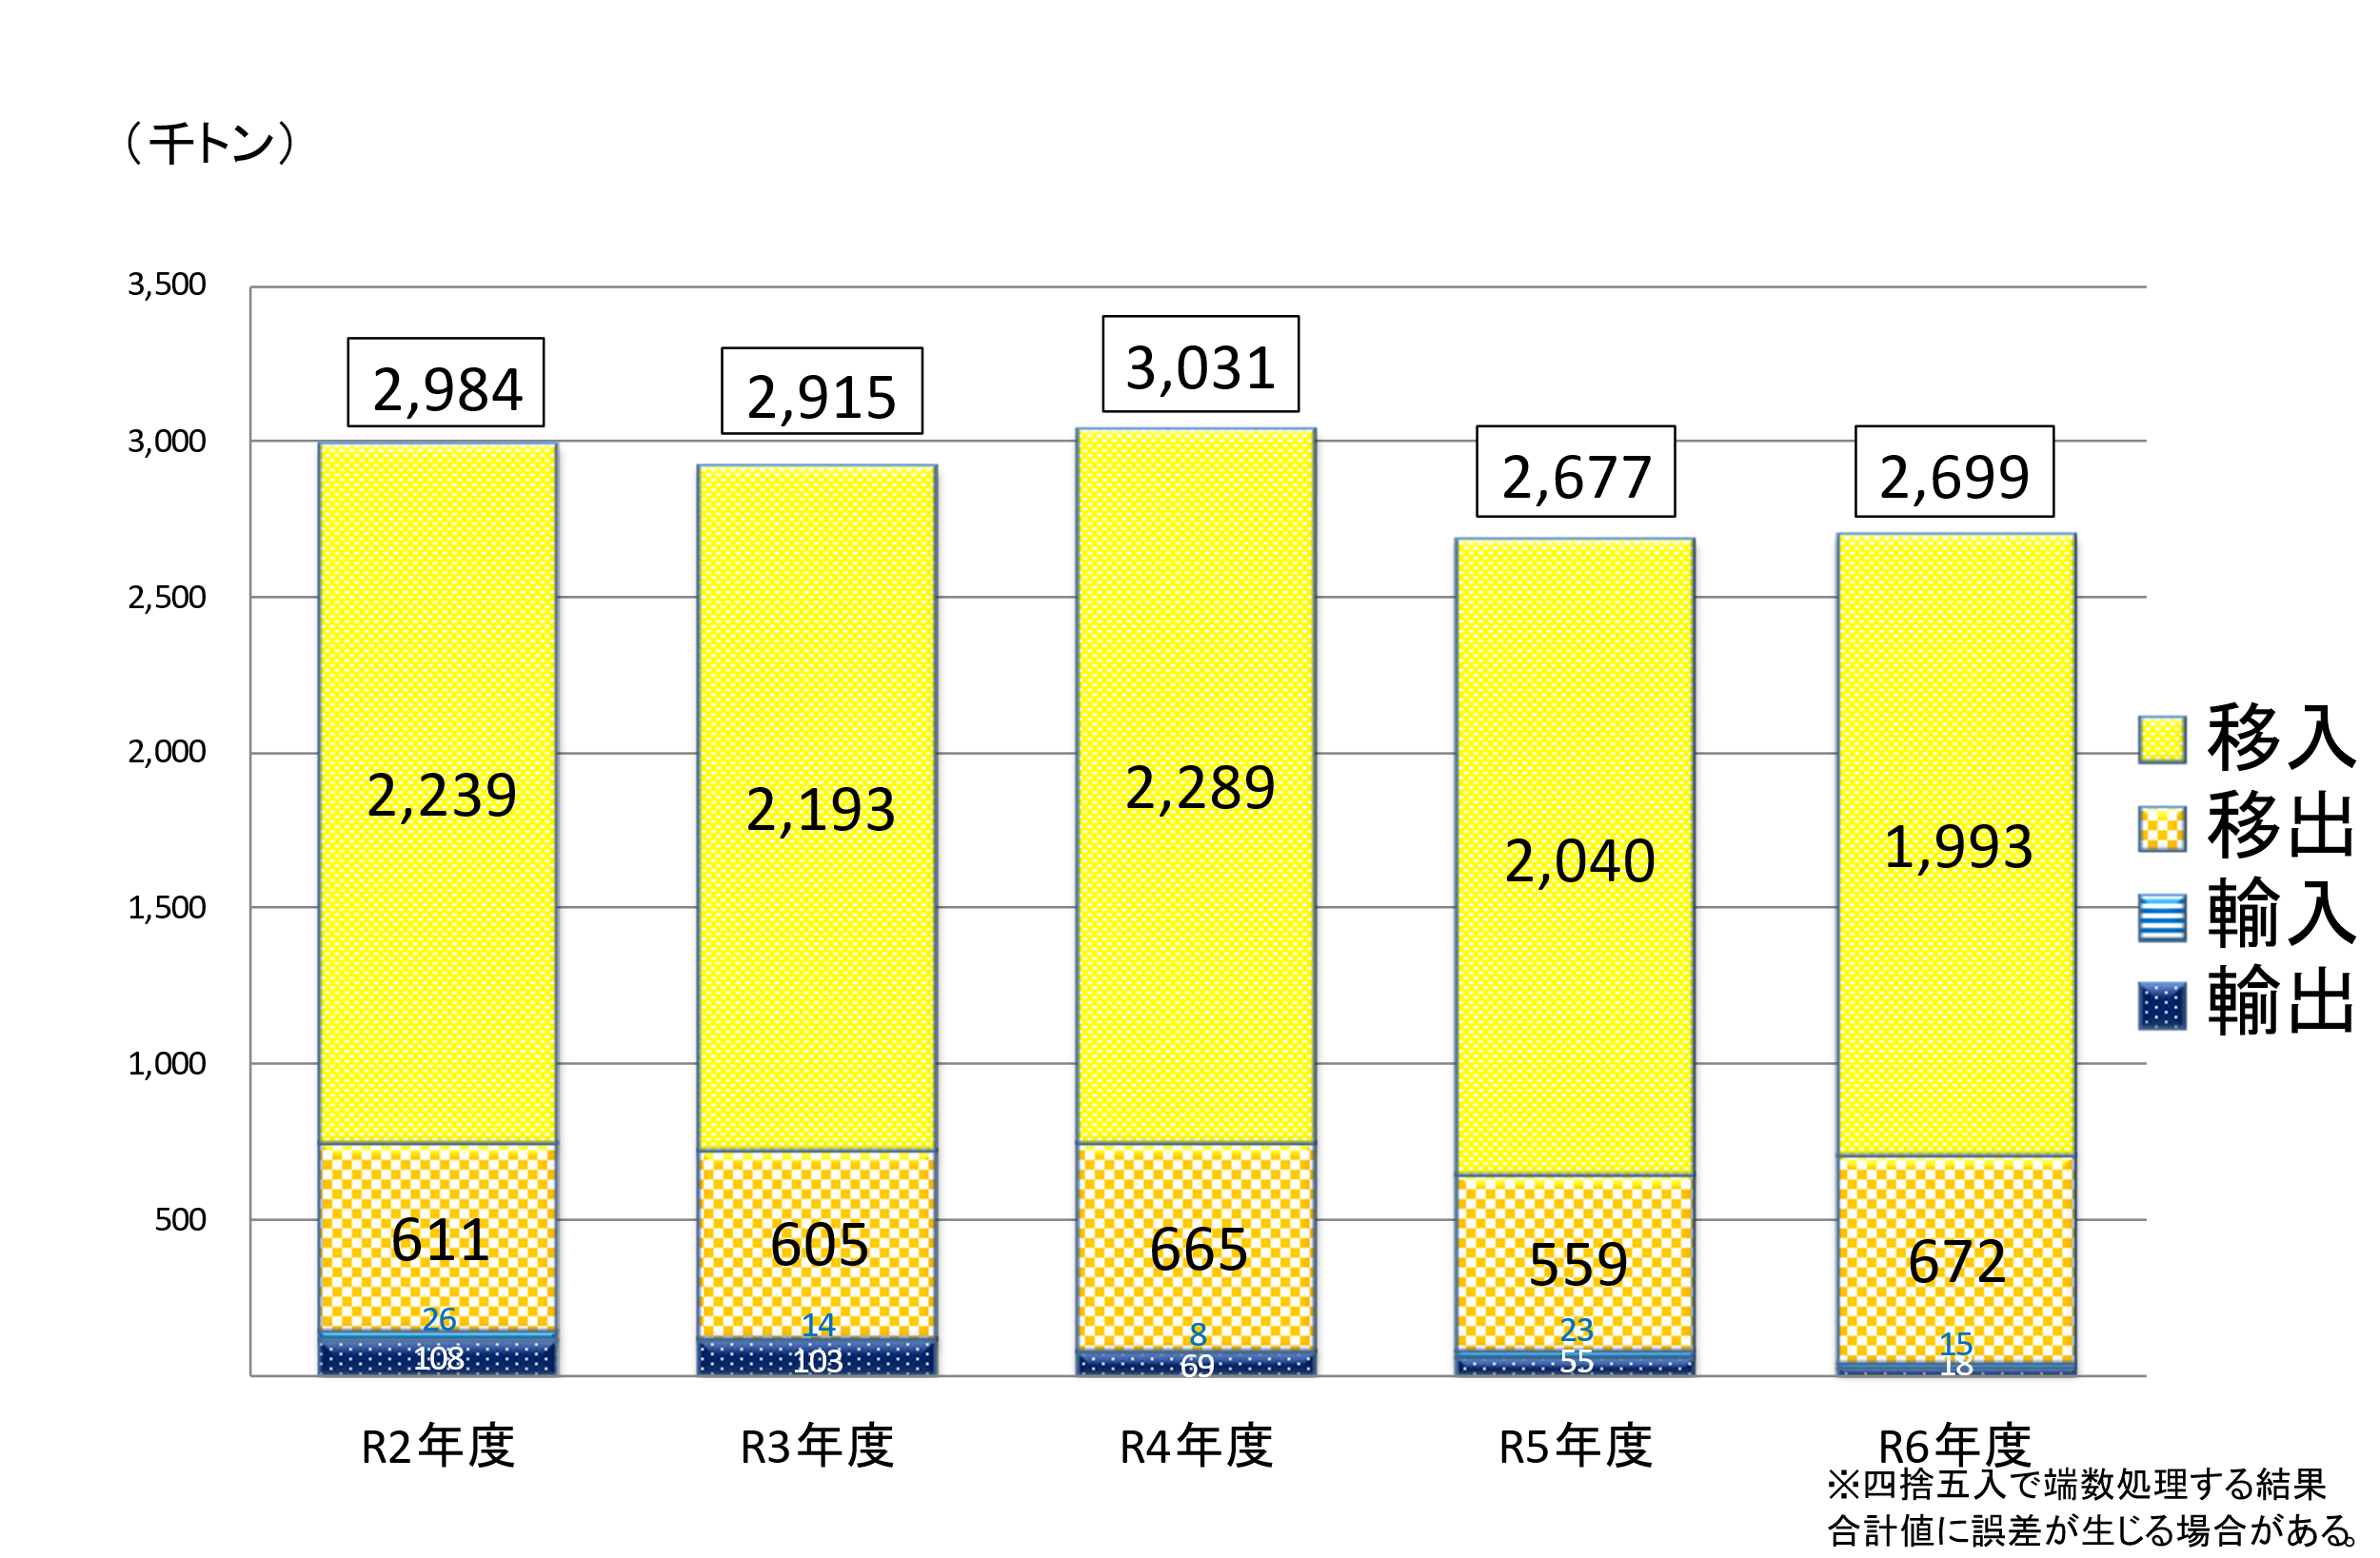 （千トン）
3,500
3,000
2,500
2,000
1,500
1,000
500
2,984
2,915
3,031
2,677
2,699
2,239
2,193
2,289
2,040
1,993
611
605
665
559
672
26
14
8
23
15
108
103
69
55
18
R2年度
R3年度
R4年度
R5年度
R6年度
移入
移出
輸入
輸出
※四捨五入で端数処理する結果
合計値に誤差が生じる場合がある。